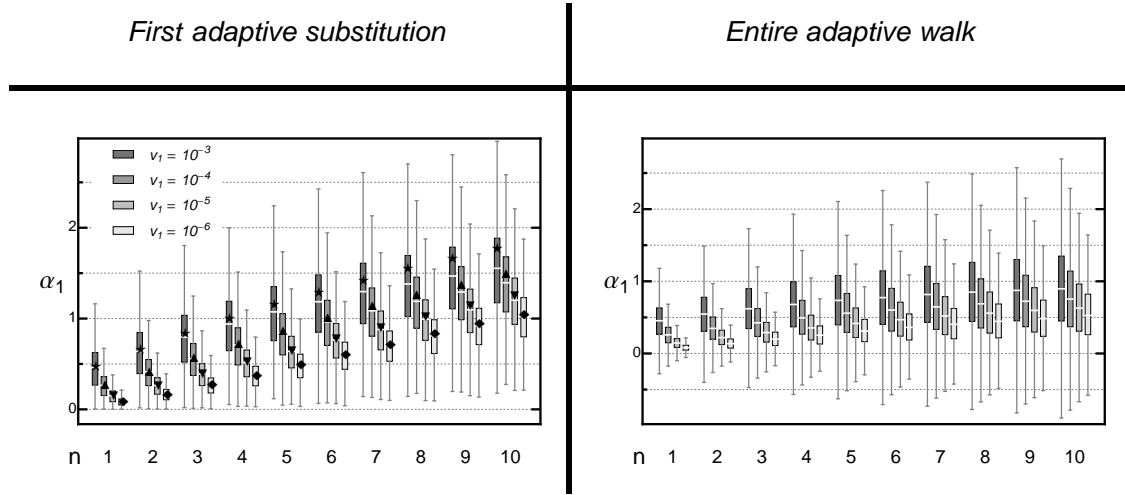 First adaptive substitution
Entire adaptive walk
v₁ = 10⁻³
v₁ = 10⁻⁴
v₁ = 10⁻⁵
v₁ = 10⁻⁶
2
1
0
α₁
n 1 2 3 4 5 6 7 8 9 10
2
1
0
α₁
n 1 2 3 4 5 6 7 8 9 10